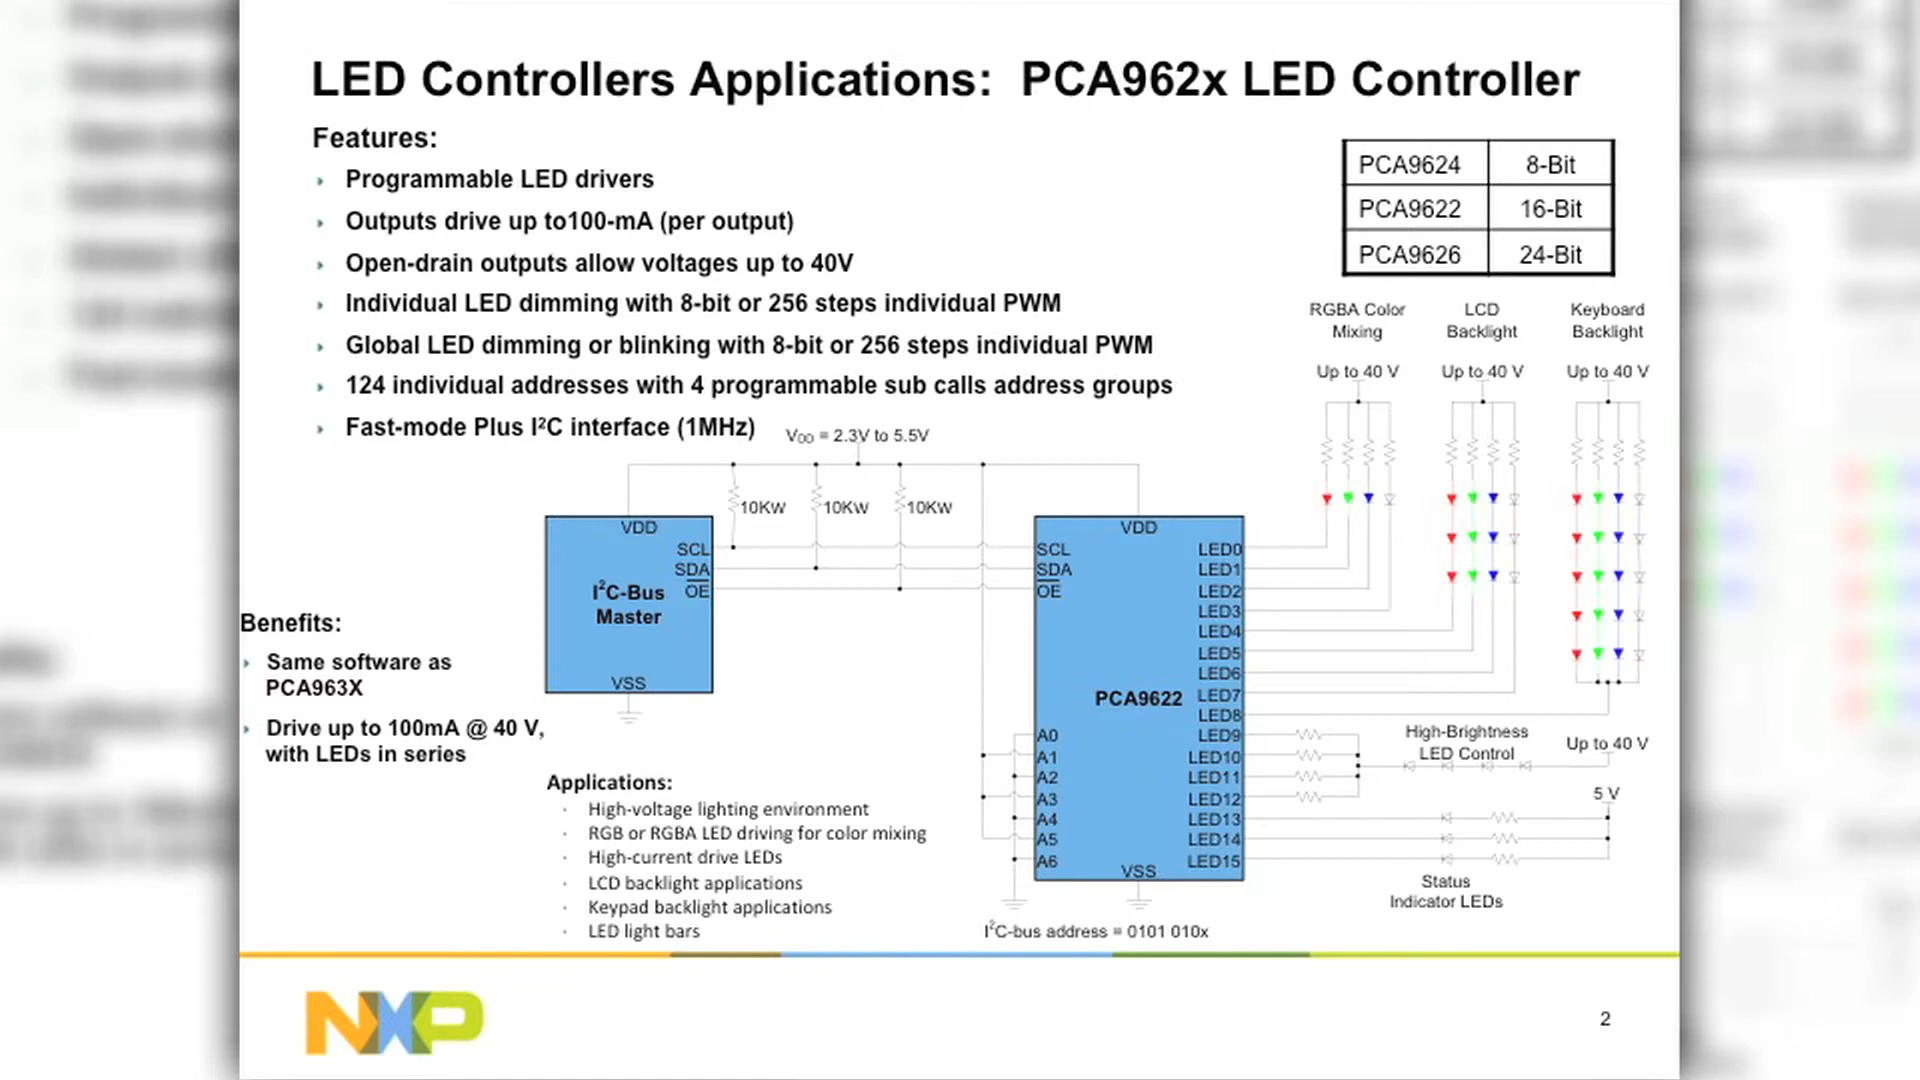 LED Controllers Applications: PCA962x LED Controller
Features:
Programmable LED drivers
Outputs drive up to100-mA (per output)
Open-drain outputs allow voltages up to 40V
Individual LED dimming with 8-bit or 256 steps individual PWM
Global LED dimming or blinking with 8-bit or 256 steps individual PWM
124 individual addresses with 4 programmable sub calls address groups
Fast-mode Plus I²C interface (1MHz)
PCA9624 8-Bit
PCA9622 16-Bit
PCA9626 24-Bit
RGBA Color
Mixing
LCD
Backlight
Keyboard
Backlight
Up to 40 V
Up to 40 V
Up to 40 V
VDD = 2.3V to 5.5V
10Kw
10Kw
10Kw
VDD
SCL
SDA
OE
I²C-Bus
Master
VSS
VDD
SCL
SDA
OE
PCA9622
A0
A1
A2
A3
A4
A5
A6
VSS
LED0
LED1
LED2
LED3
LED4
LED5
LED6
LED7
LED8
LED9
LED10
LED11
LED12
LED13
LED14
LED15
High-Brightness
LED Control
Up to 40 V
5 V
Status
Indicator LEDs
I²C-bus address = 0101 010x
Benefits:
Same software as
PCA963X
Drive up to 100mA @ 40 V,
with LEDs in series
Applications:
High-voltage lighting environment
RGB or RGBA LED driving for color mixing
High-current drive LEDs
LCD backlight applications
Keypad backlight applications
LED light bars
NXP
2